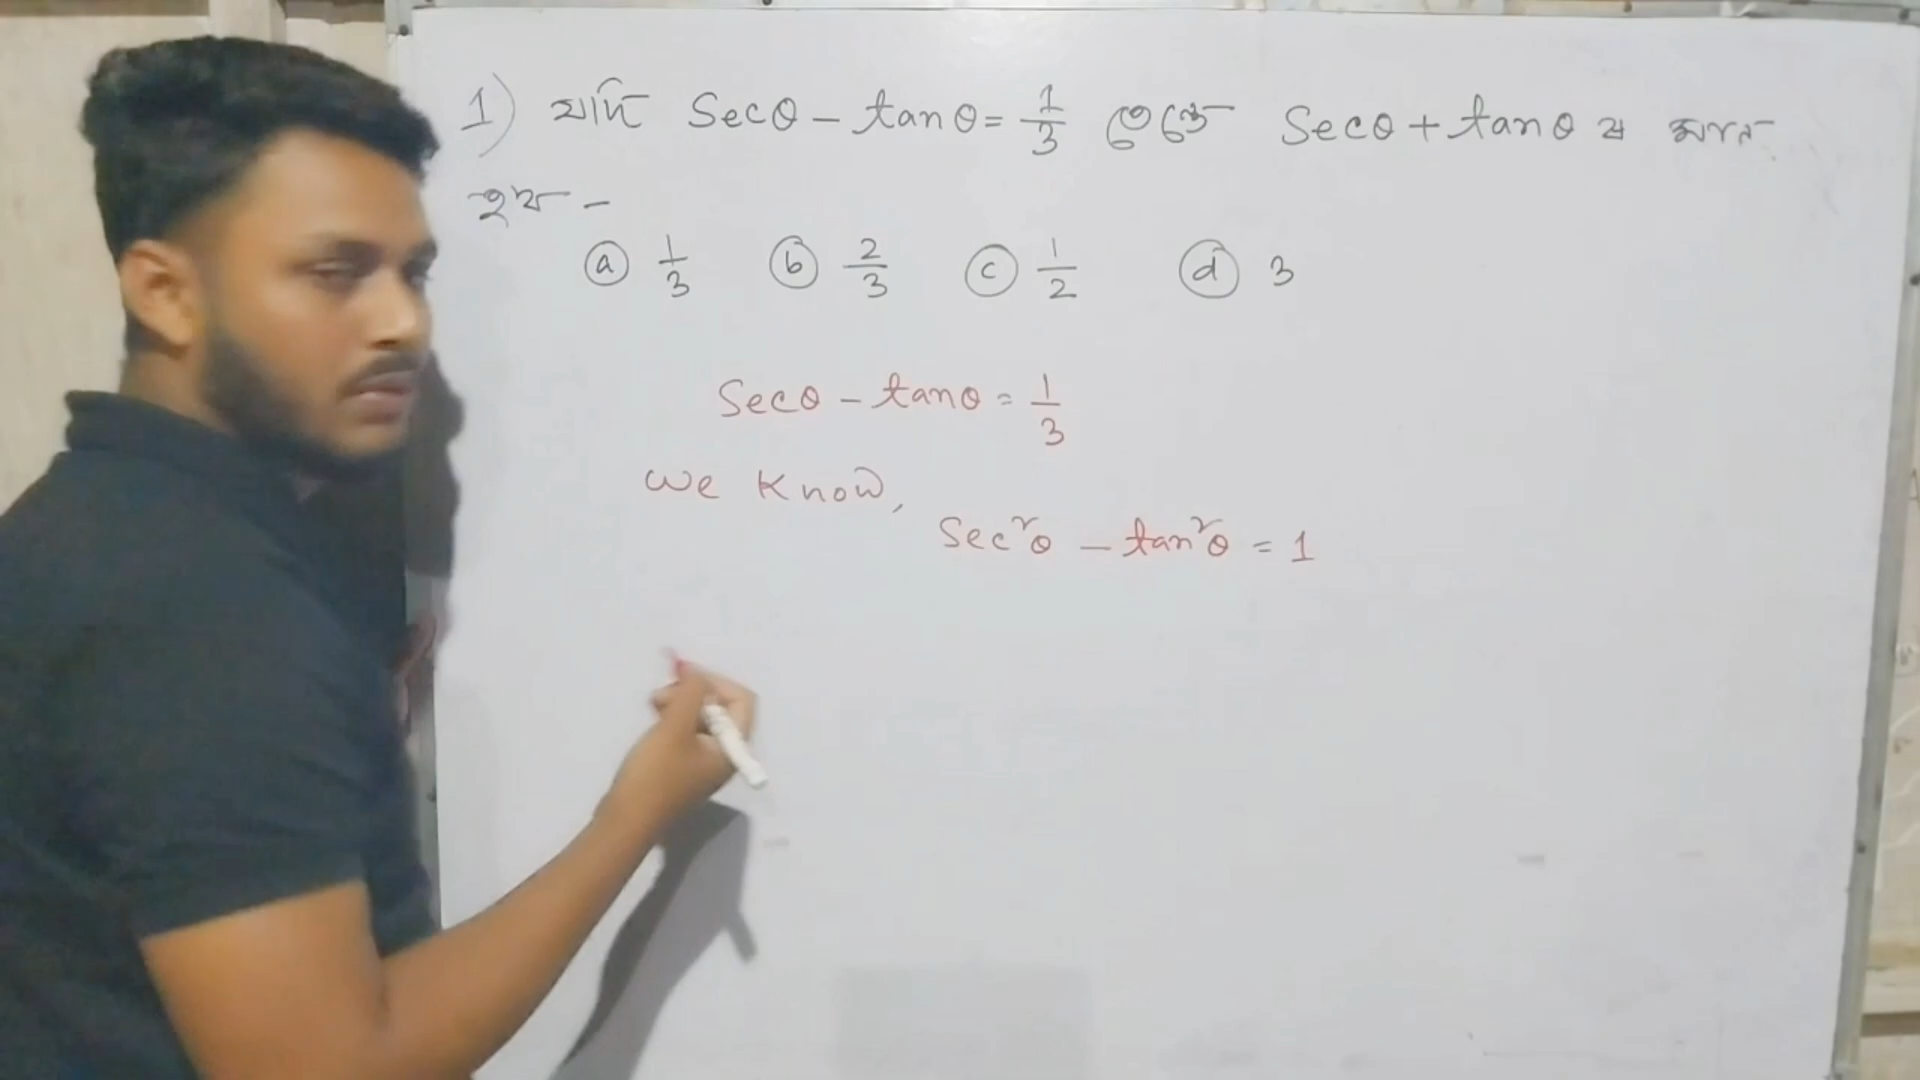 1) যদি Secθ - tanθ = 1/3 তেন্তে Secθ + tanθ ৰ মান
হব -
ⓐ 1/3 ⓑ 2/3 ⓒ 1/2 ⓓ 3
Secθ - tanθ = 1/3
We Know,
Sec²θ - tan²θ = 1